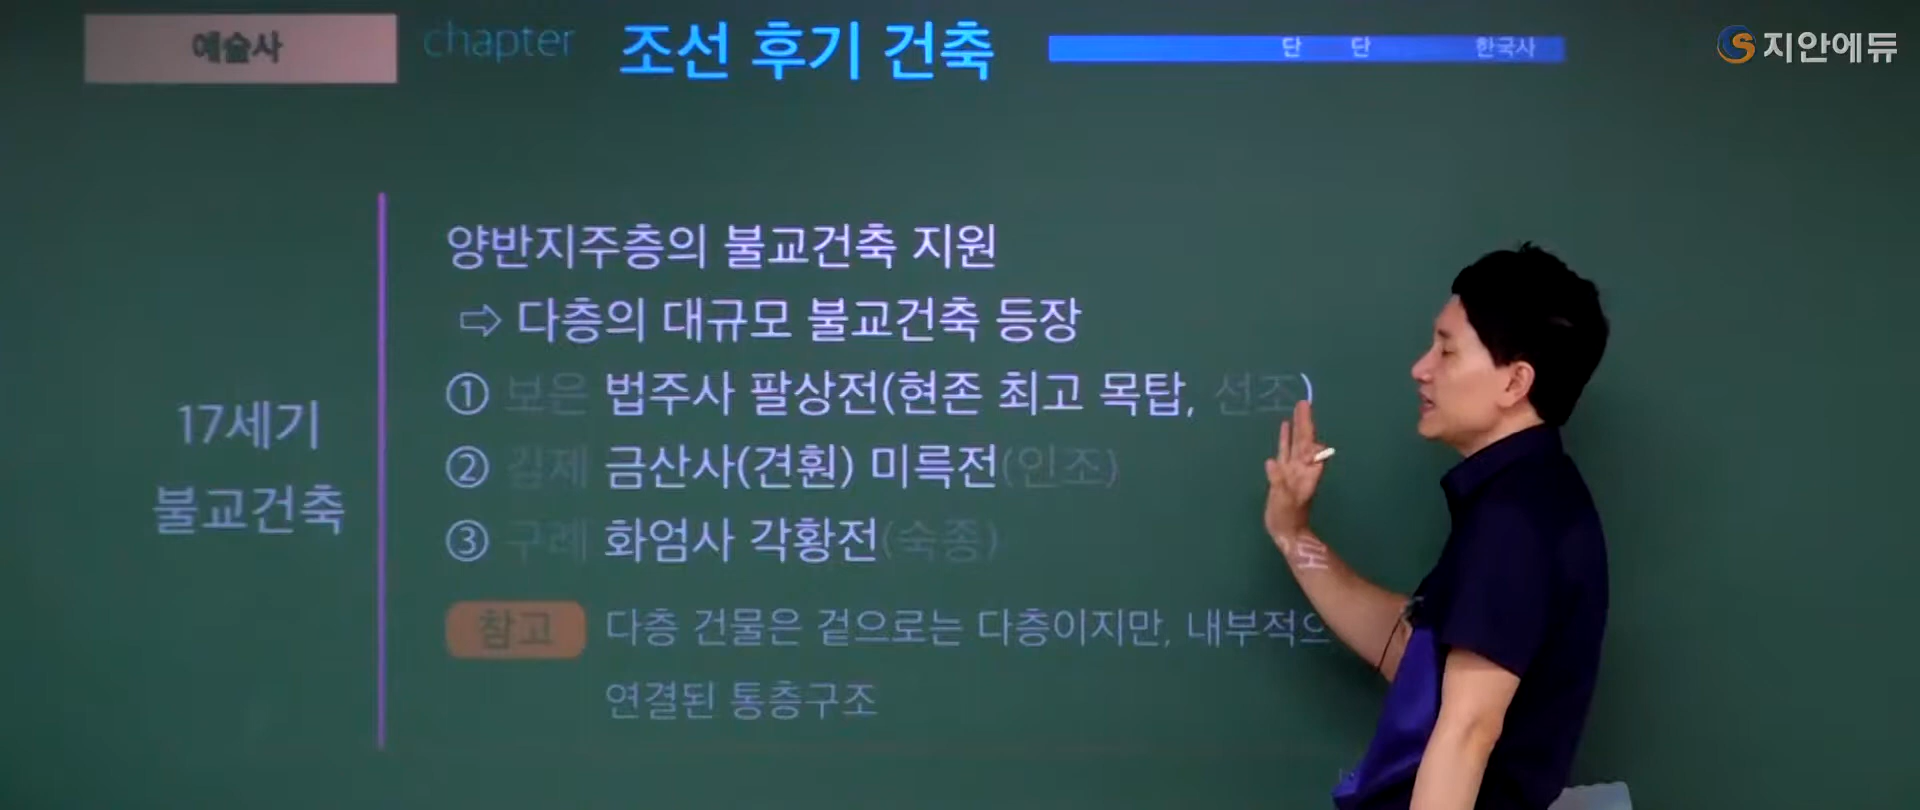 예술사 chapter 조선 후기 건축 단 단 한국사
지안에듀
17세기
불교건축
양반지주층의 불교건축 지원
⇨ 다층의 대규모 불교건축 등장
① 보은 법주사 팔상전(현존 최고 목탑, 선조)
② 김제 금산사(견훤) 미륵전(인조)
③ 구례 화엄사 각황전(숙종)
참고 다층 건물은 겉으로는 다층이지만, 내부적으
로
연결된 통층구조